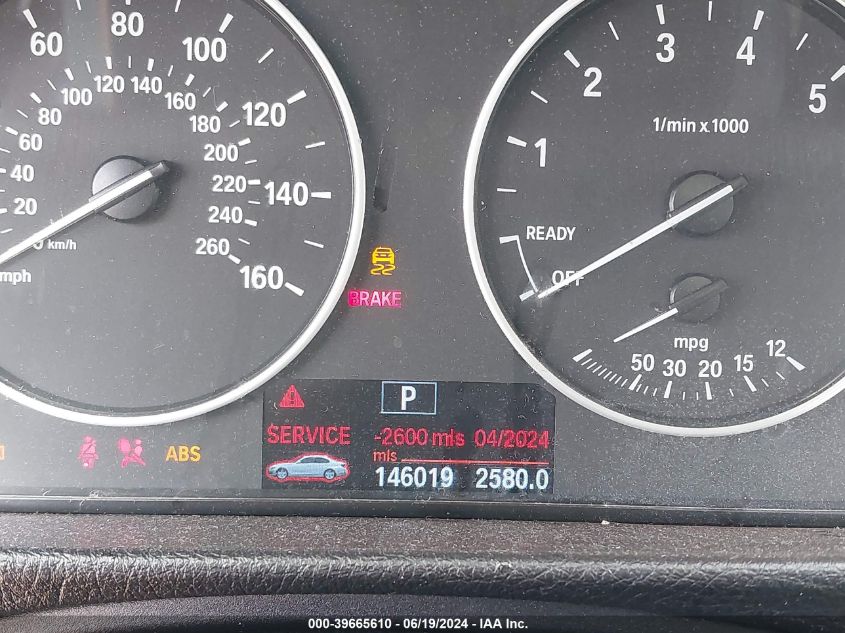 60 80 100 120 140 160
20 40 60 80 100 120 140 160 180 200 220 240 260
km/h
mph
1 2 3 4 5
1/min x 1000
READY
OFF
mpg
50 30 20 15 12
BRAKE
ABS
P
SERVICE -2600 mls 04/2024
mls
146019 2580.0
000-39665610 - 06/19/2024 - IAA Inc.